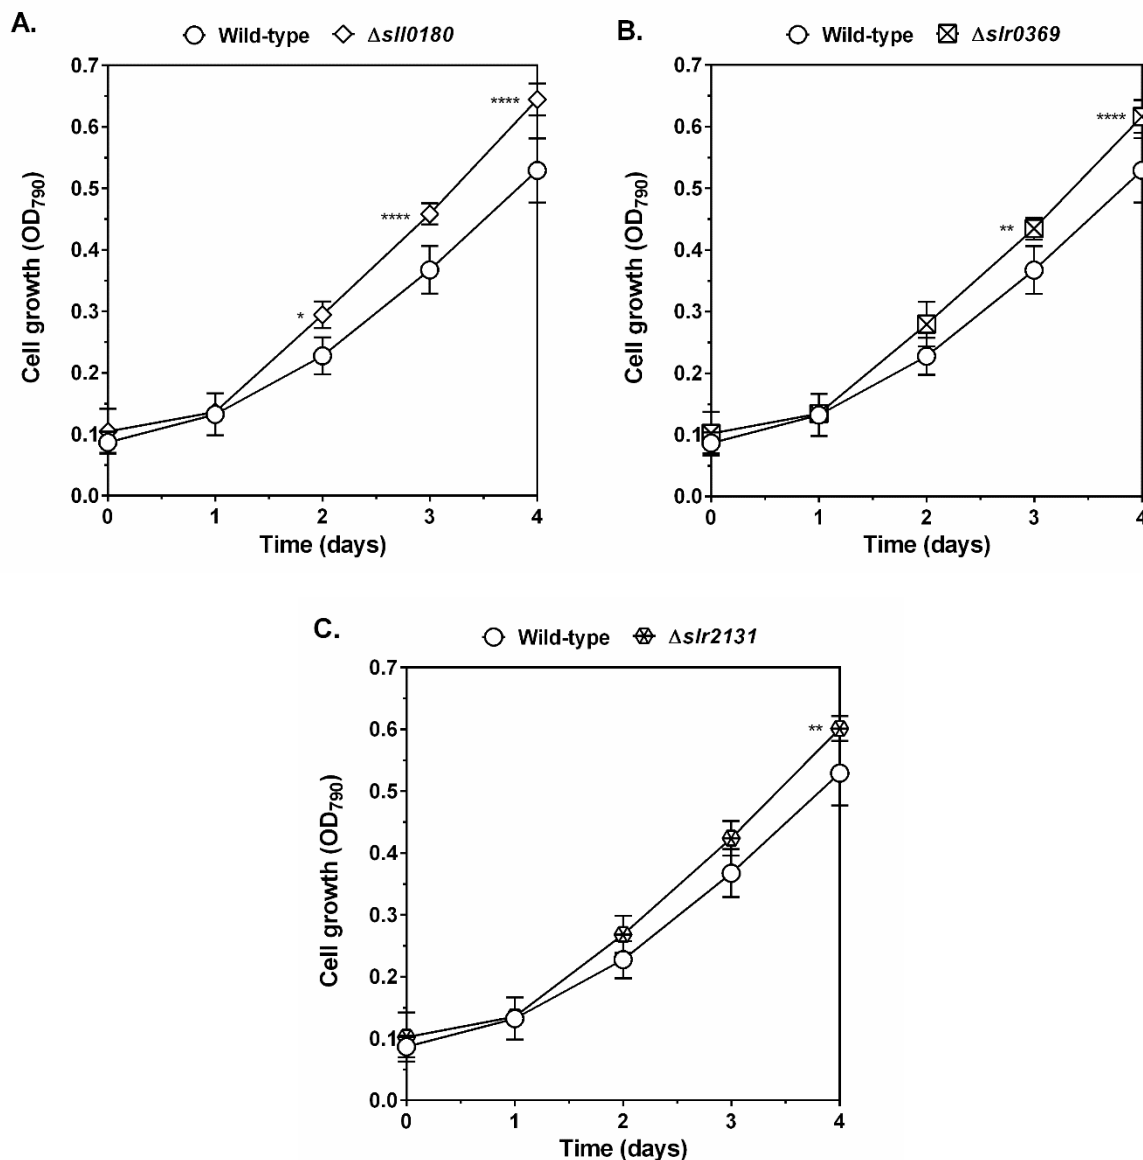 A.
Wild-type Δsll0180
0.7
0.6
0.5
0.4
0.3
0.2
0.1
0.0
Cell growth (OD790)
*
****
****
0 1 2 3 4
Time (days)
B.
Wild-type Δslr0369
0.7
0.6
0.5
0.4
0.3
0.2
0.1
0.0
Cell growth (OD790)
**
****
0 1 2 3 4
Time (days)
C.
Wild-type Δslr2131
0.7
0.6
0.5
0.4
0.3
0.2
0.1
0.0
Cell growth (OD790)
**
0 1 2 3 4
Time (days)